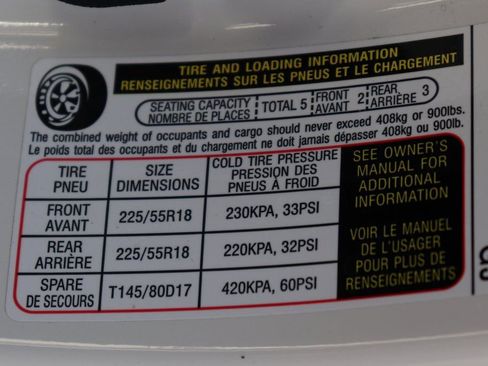 TIRE AND LOADING INFORMATION
RENSEIGNEMENTS SUR LES PNEUS ET LE CHARGEMENT
SEATING CAPACITY
NOMBRE DE PLACES
TOTAL 5
FRONT
AVANT 2
REAR
ARRIÈRE 3
The combined weight of occupants and cargo should never exceed 408kg or 900lbs.
Le poids total des occupants et du chargement ne doit jamais dépasser 408kg ou 900lb.
TIRE
PNEU
SIZE
DIMENSIONS
COLD TIRE PRESSURE
PRESSION DES
PNEUS À FROID
FRONT
AVANT
225/55R18
230KPA, 33PSI
REAR
ARRIÈRE
225/55R18
220KPA, 32PSI
SPARE
DE SECOURS
T145/80D17
420KPA, 60PSI
SEE OWNER'S
MANUAL FOR
ADDITIONAL
INFORMATION
VOIR LE MANUEL
DE L'USAGER
POUR PLUS DE
RENSEIGNEMENTS